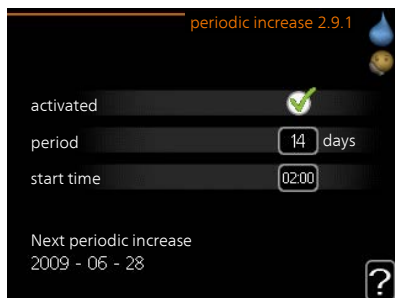 periodic increase 2.9.1
activated
period 14 days
start time 02:00
Next periodic increase
2009 - 06 - 28
?